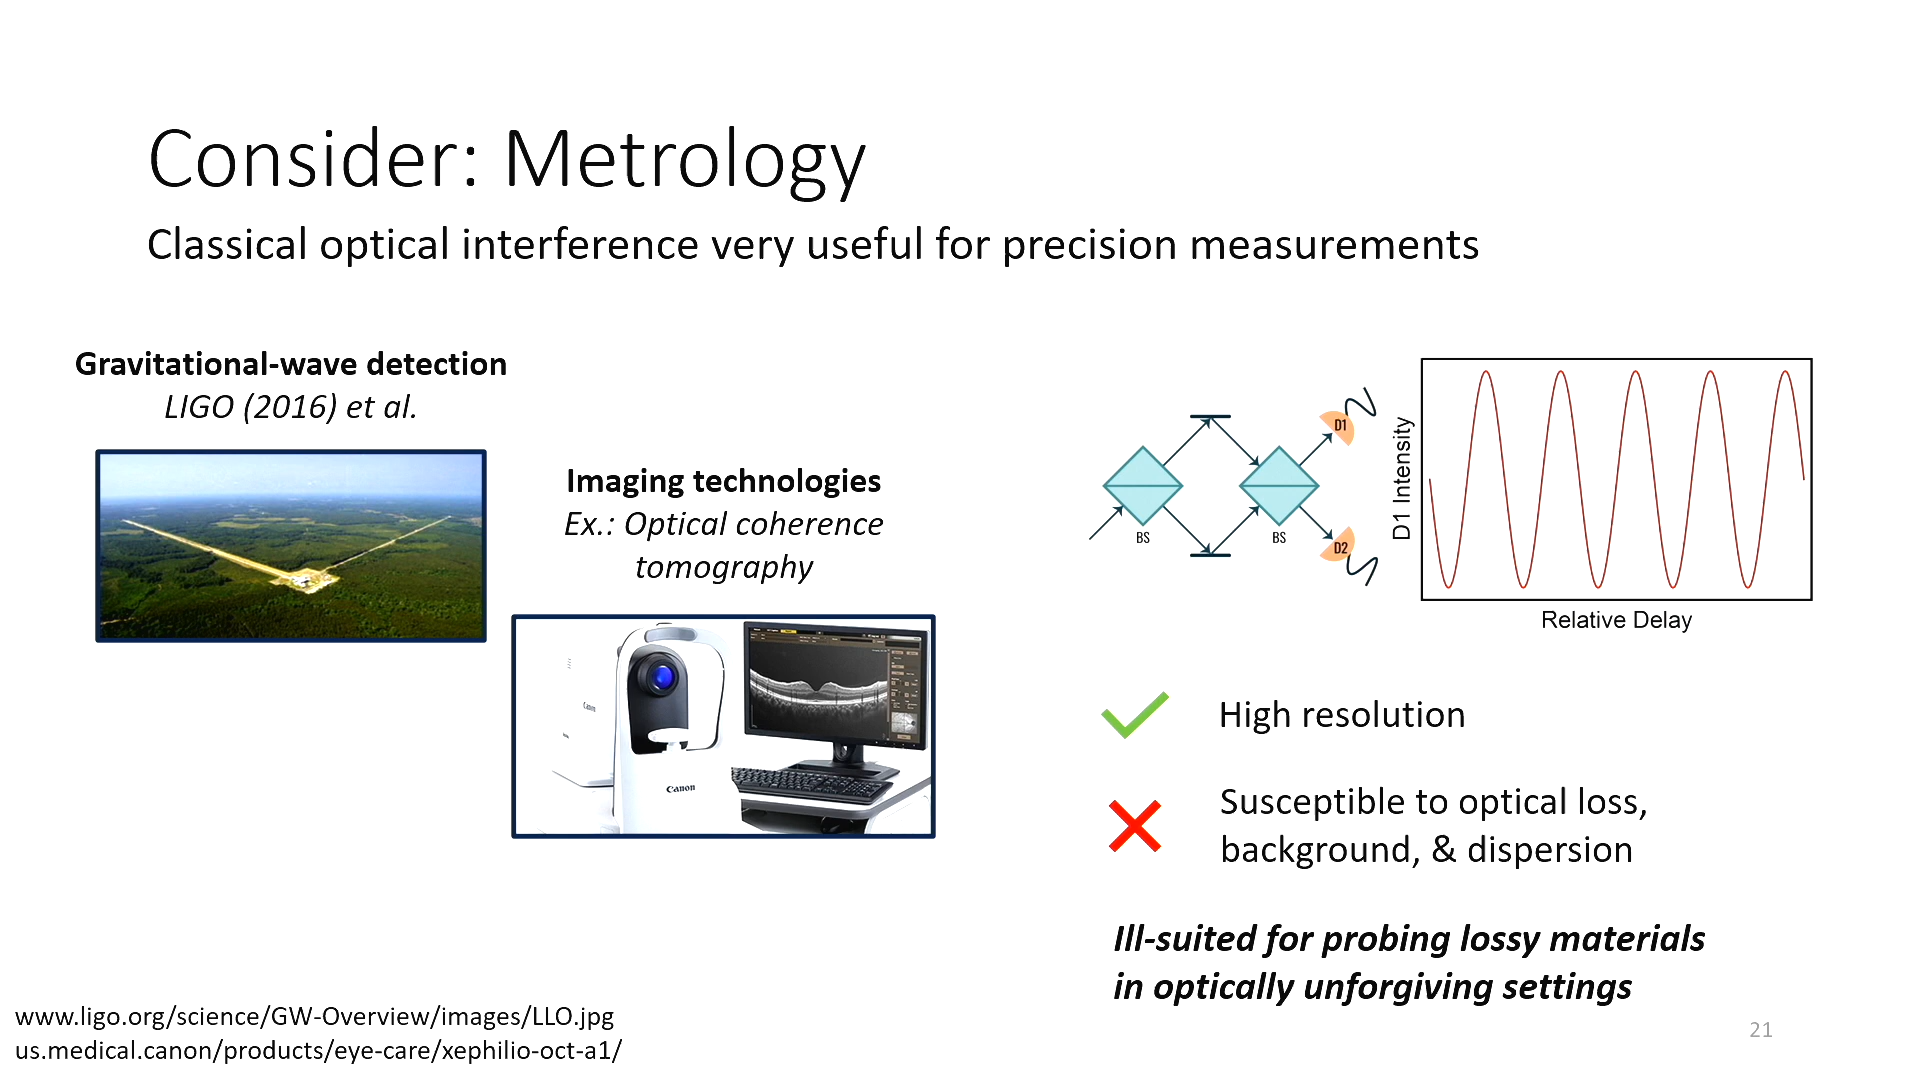 Consider: Metrology
Classical optical interference very useful for precision measurements
Gravitational-wave detection
LIGO (2016) et al.
Imaging technologies
Ex.: Optical coherence
tomography
Canon
Canon
BS
BS
D1
D2
D1 Intensity
Relative Delay
High resolution
Susceptible to optical loss,
background, & dispersion
Ill-suited for probing lossy materials
in optically unforgiving settings
www.ligo.org/science/GW-Overview/images/LLO.jpg
us.medical.canon/products/eye-care/xephilio-oct-a1/
21